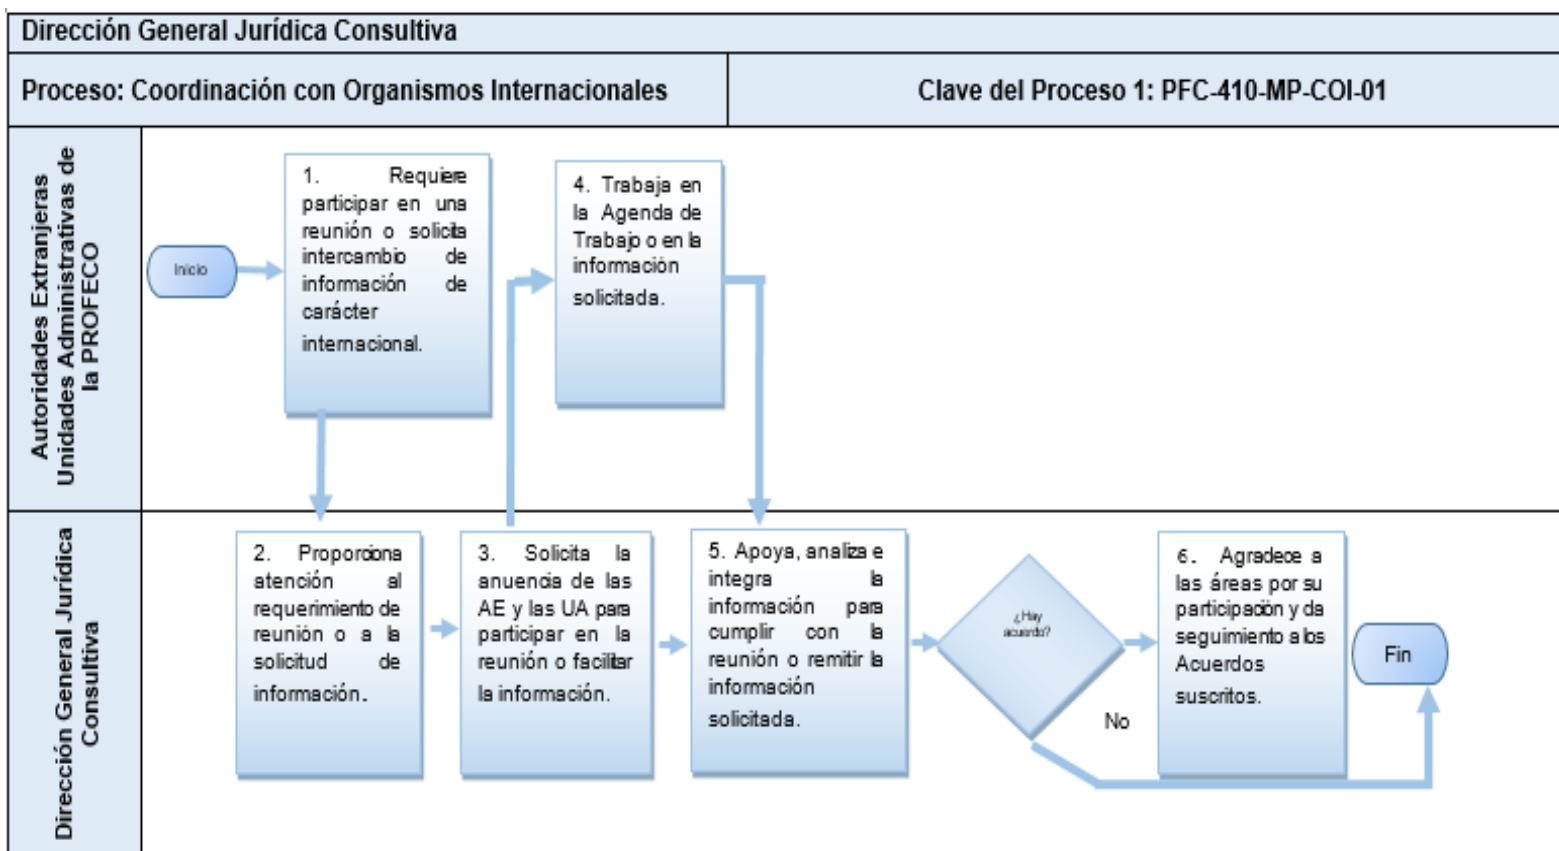 Dirección General Jurídica Consultiva
Proceso: Coordinación con Organismos Internacionales
Clave del Proceso 1: PFC-410-MP-COI-01
Autoridades Extranjeras
Unidades Administrativas de
la PROFECO
Inicio
1. Requiere
participar en una
reunión o solicita
intercambio de
información de
carácter
internacional.
4. Trabaja en
la Agenda de
Trabajo o en la
información
solicitada.
Dirección General Jurídica
Consultiva
2. Proporciona
atención al
requerimiento de
reunión o a la
solicitud de
información.
3. Solicita la
anuencia de las
AE y las UA para
participar en la
reunión o facilitar
la información.
5. Apoya, analiza e
integra la
información para
cumplir con la
reunión o remitir la
información
solicitada.
¿Hay
acuerdo?
No
6. Agradece a
las áreas por su
participación y da
seguimiento a los
Acuerdos
suscritos.
Fin